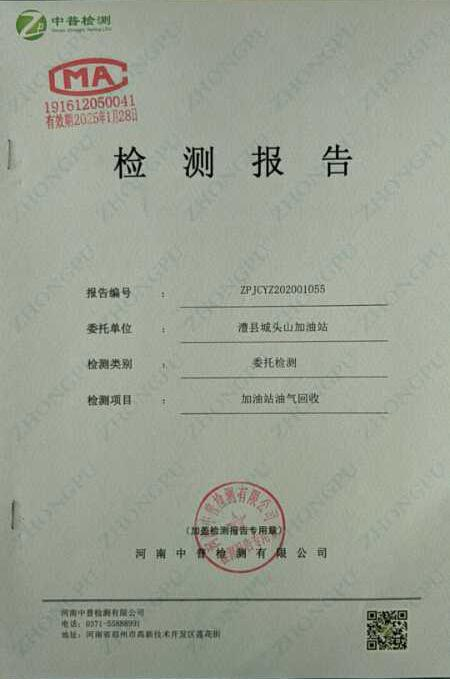 中普检测
MA
191612050041
有效期2025年1月28日
检 测 报 告
报告编号 : ZPJCYZ202001055
委托单位 : 澧县城头山加油站
检测类别 : 委托检测
检测项目 : 加油站油气回收
(加盖检测报告专用章)
河南中普检测有限公司
河南中普检测有限公司
电话: 0371-55888991
地址: 河南省郑州市高新技术开发区莲花街
ZHONGPU